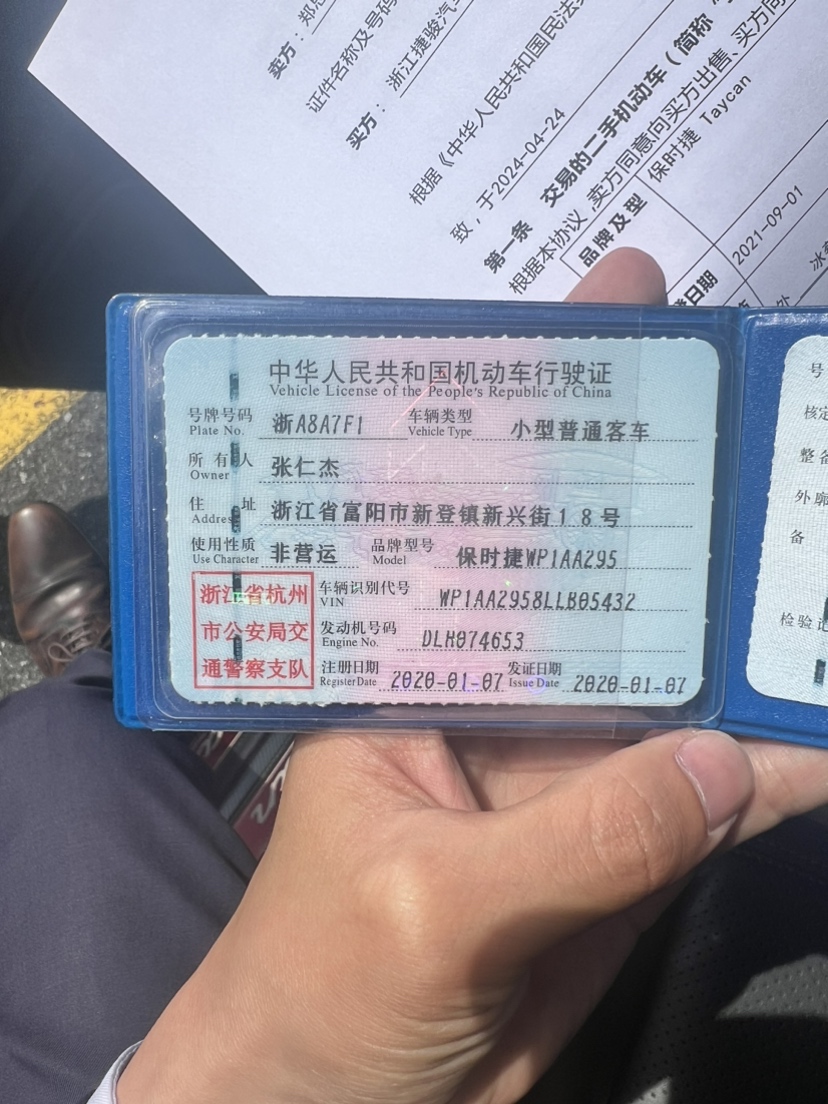 卖方：郑
证件名称及号码
买方：浙江捷骏汽
根据《中华人民共和国民法
致，于2024-04-24
第一条 交易的二手机动车（简称“
根据本协议,卖方同意向买方出售、买方同
品牌及型
保时捷 Taycan
日期
2021-09-01
外
冰
中华人民共和国机动车行驶证
Vehicle License of the People's Republic of China
号牌号码 浙A8A7F1 车辆类型 小型普通客车
Plate No. Vehicle Type
所有人 张仁杰
Owner
住址 浙江省富阳市新登镇新兴街18号
Address
使用性质 非营运 品牌型号 保时捷WP1AA295
Use Character Model
浙江省杭州
市公安局交
通警察支队
车辆识别代号 WP1AA2958LLB05432
VIN
发动机号码 DLH074653
Engine No.
注册日期 2020-01-07 发证日期 2020-01-07
Register Date Issue Date
号
核定
整备
外廓
备
检验记